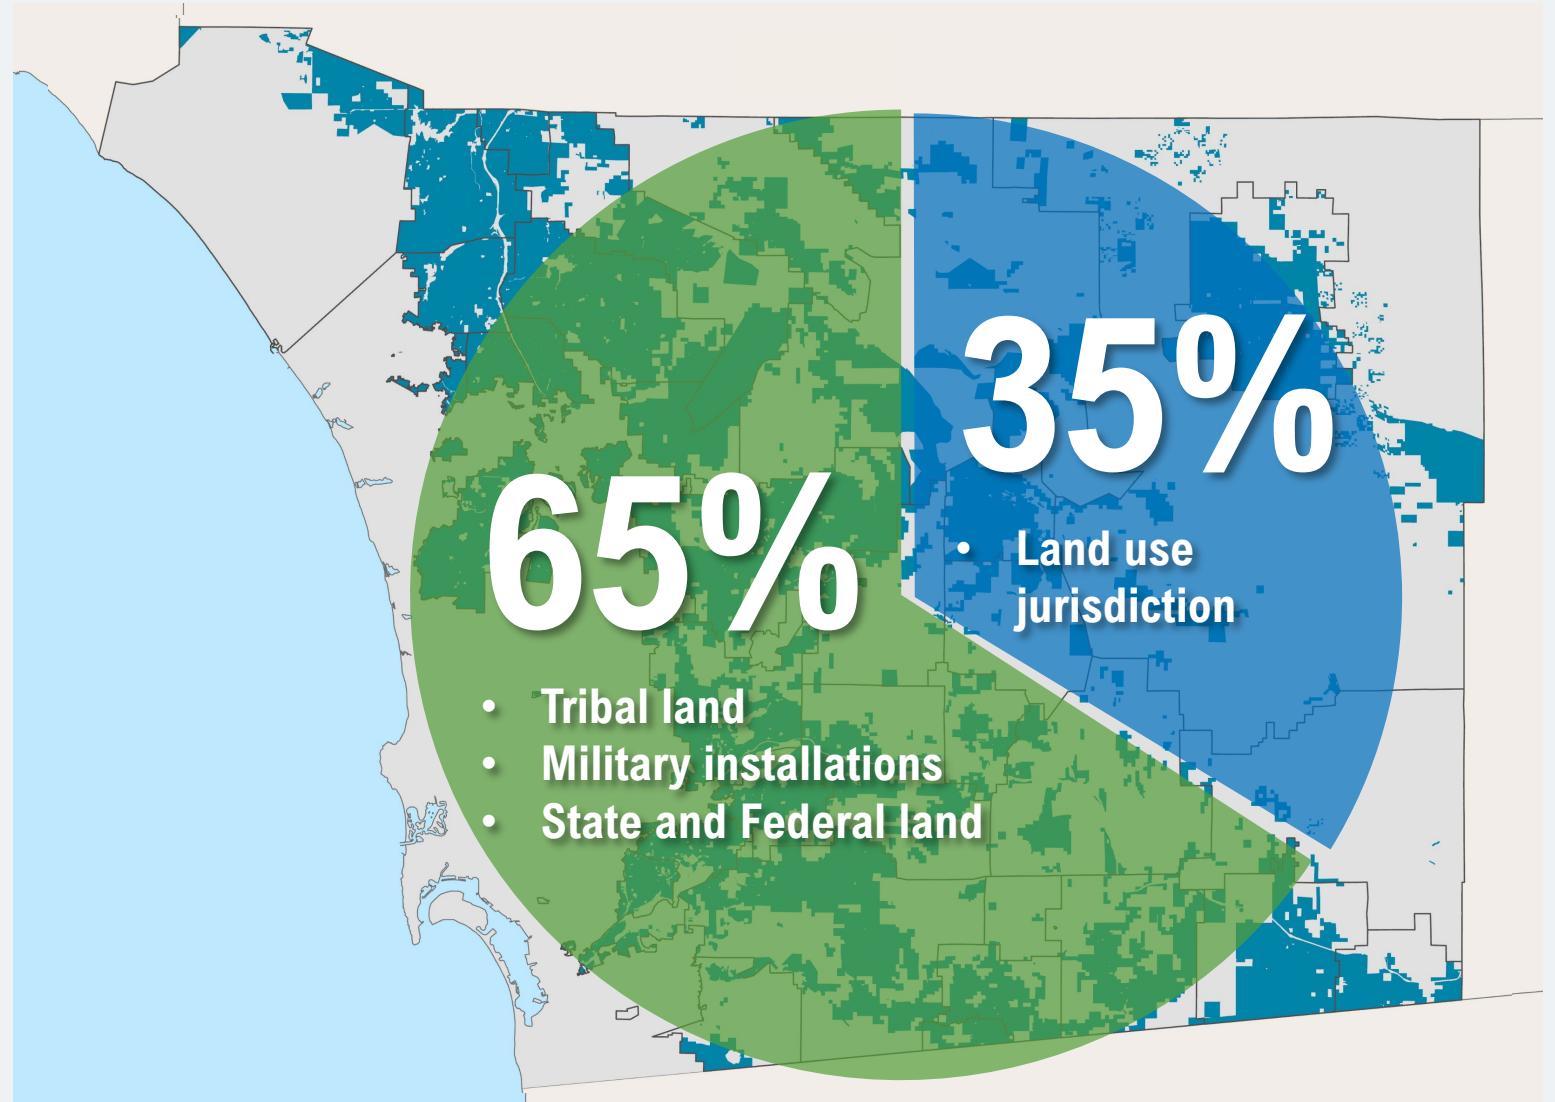 65%
• Tribal land
• Military installations
• State and Federal land
35%
• Land use
jurisdiction